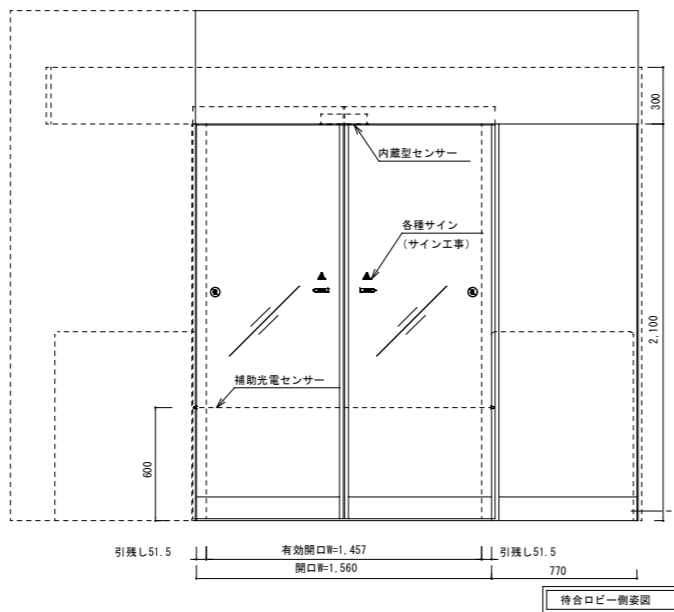 300
内蔵型センサー
各種サイン
(サイン工事)
2,100
補助光電センサー
600
引残し51.5
有効開口W=1,457
引残し51.5
開口W=1,560
770
待合ロビー側姿図